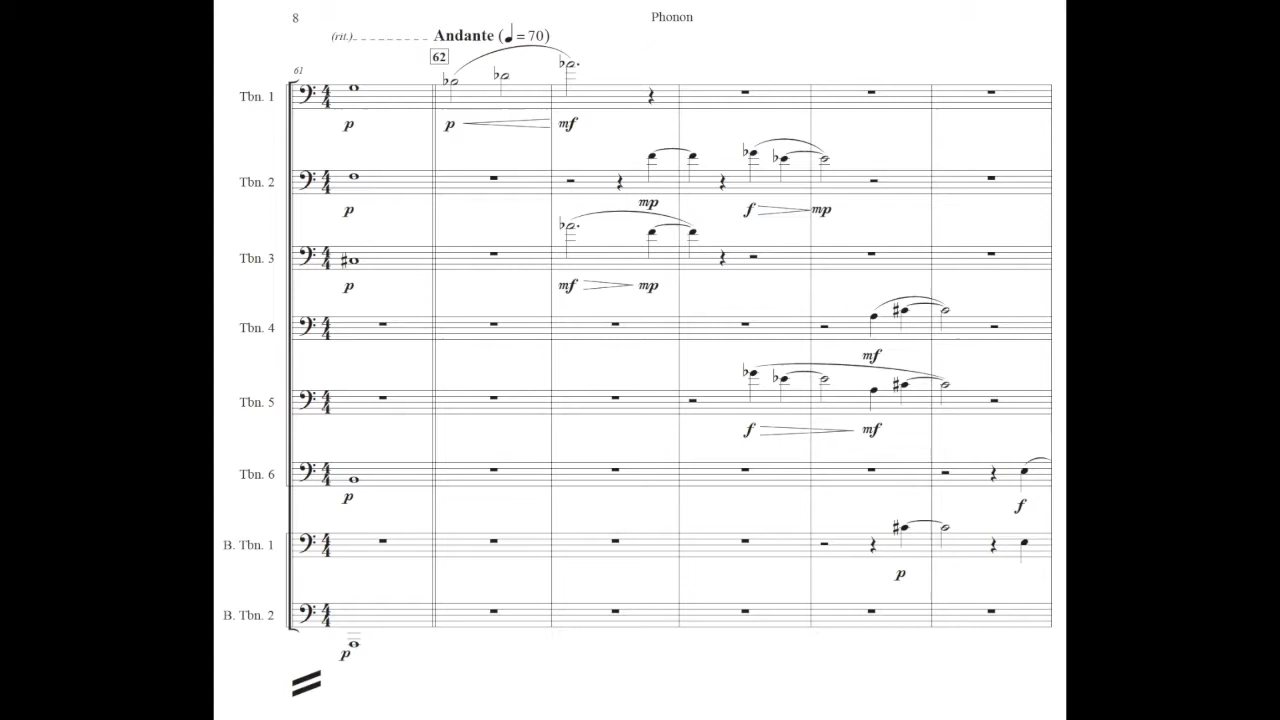 8
Phonon
(rit.)
Andante (♩=70)
62
61
Tbn. 1
p
p
mf
Tbn. 2
p
mp
f
mp
Tbn. 3
p
mf
mp
Tbn. 4
mf
Tbn. 5
f
mf
Tbn. 6
p
f
B. Tbn. 1
p
B. Tbn. 2
p